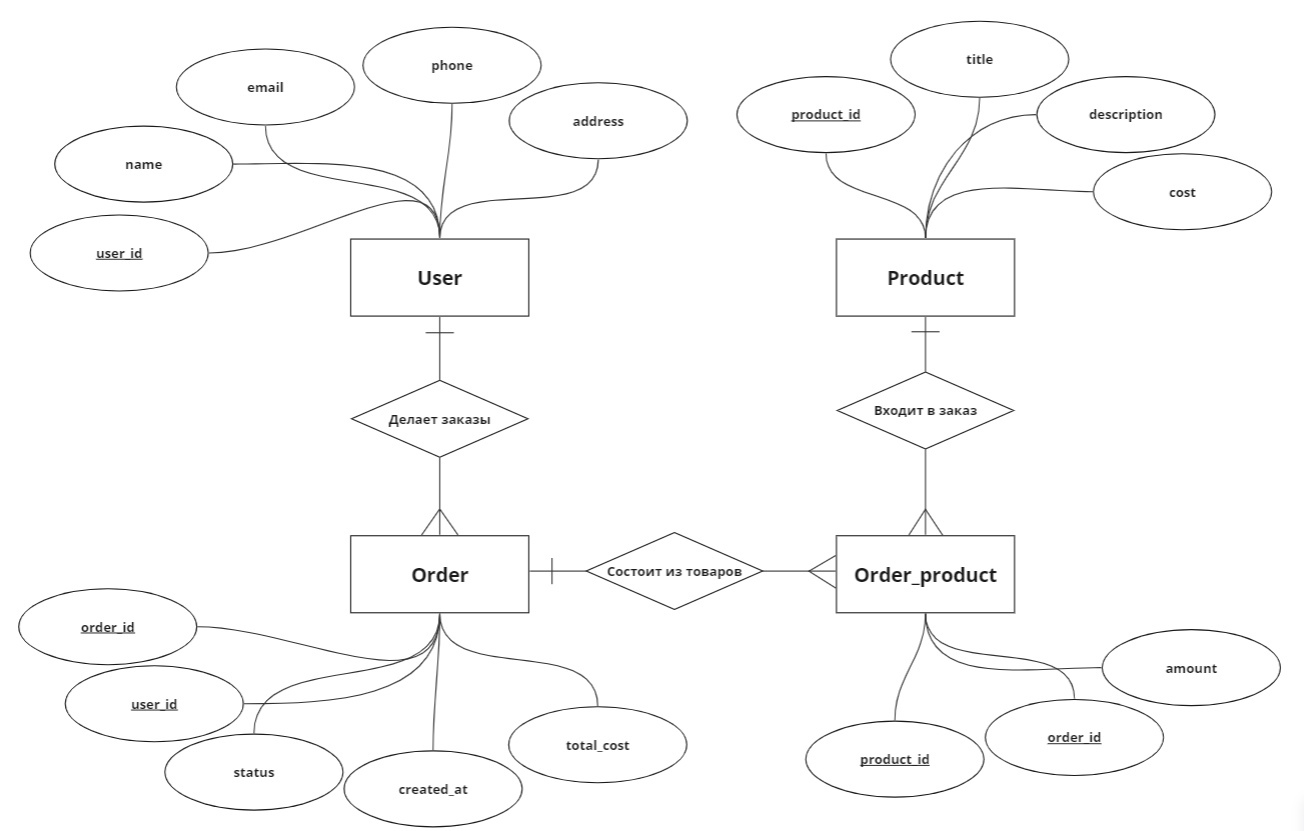 phone
title
email
product_id
description
address
name
cost
user_id
User
Product
Делает заказы
Входит в заказ
Order
Состоит из товаров
Order_product
order_id
amount
user_id
order_id
total_cost
product_id
status
created_at